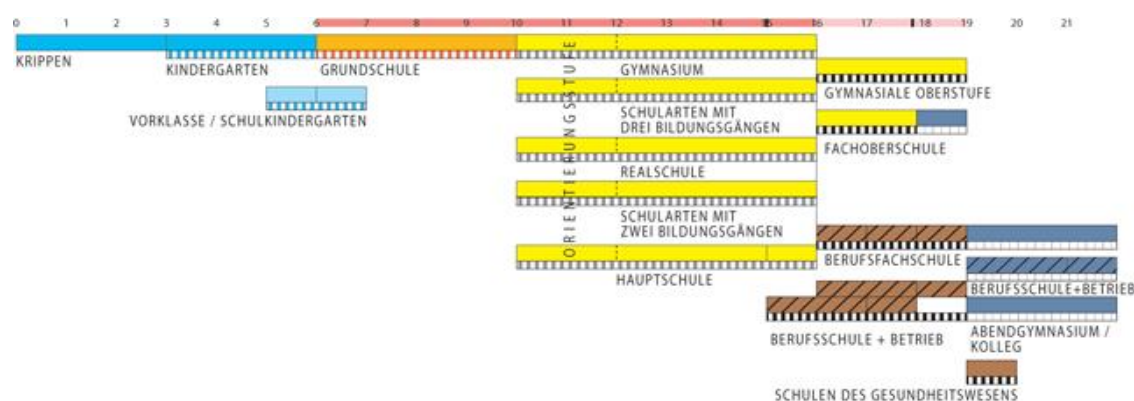 0 1 2 3 4 5 6 7 8 9 10 11 12 13 14 15 16 17 18 19 20 21
KRIPPEN
KINDERGARTEN
GRUNDSCHULE
GYMNASIUM
GYMNASIALE OBERSTUFE
VORKLASSE / SCHULKINDERGARTEN
SCHULARTEN MIT
DREI BILDUNGSGÄNGEN
FACHOBERSCHULE
ORIENTIERUNGSSTUFE
REALSCHULE
SCHULARTEN MIT
ZWEI BILDUNGSGÄNGEN
BERUFSFACHSCHULE
HAUPTSCHULE
BERUFSSCHULE+BETRIEB
BERUFSSCHULE + BETRIEB
ABENDGYMNASIUM /
KOLLEG
SCHULEN DES GESUNDHEITSWESENS